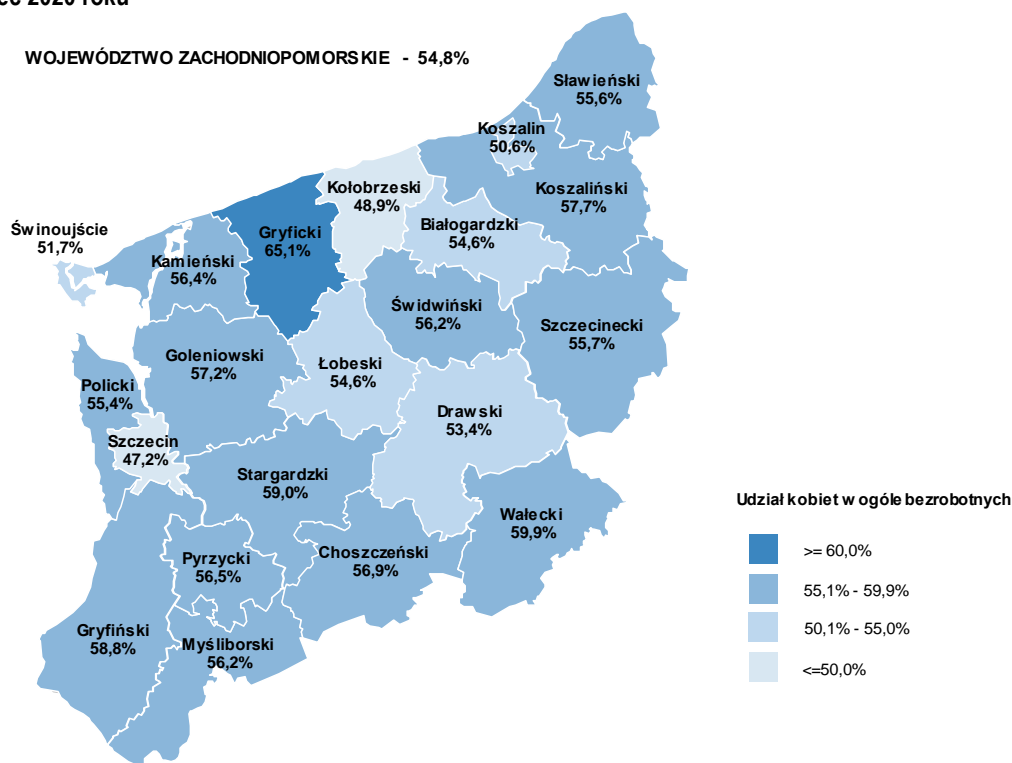 2020 roku
WOJEWÓDZTWO ZACHODNIOPOMORSKIE - 54,8%
Sławieński
55,6%
Koszalin
50,6%
Kołobrzeski
48,9%
Koszaliński
57,7%
Białogardzki
54,6%
Świnoujście
51,7%
Gryficki
65,1%
Kamieński
56,4%
Świdwiński
56,2%
Szczecinecki
55,7%
Goleniowski
57,2%
Łobeski
54,6%
Policki
55,4%
Drawski
53,4%
Szczecin
47,2%
Stargardzki
59,0%
Wałecki
59,9%
Choszczeński
56,9%
Pyrzycki
56,5%
Gryfiński
58,8%
Myśliborski
56,2%
Udział kobiet w ogóle bezrobotnych
>= 60,0%
55,1% - 59,9%
50,1% - 55,0%
<=50,0%